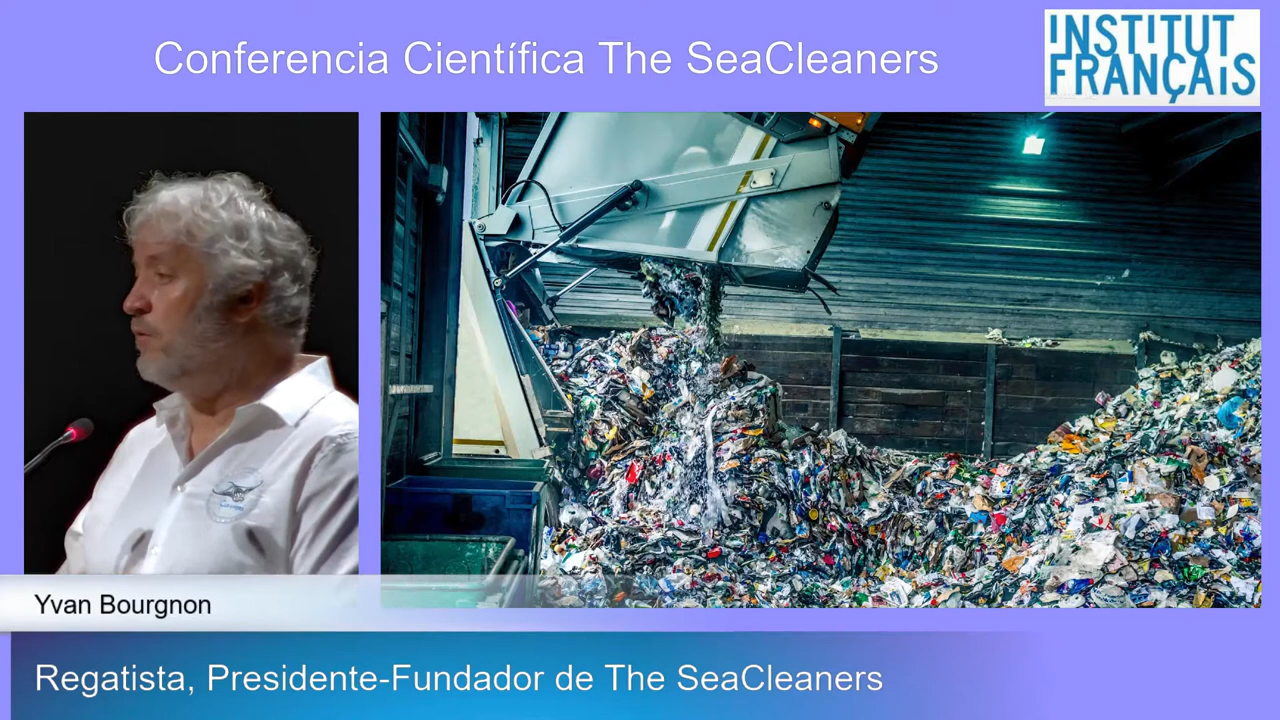 Conferencia Científica The SeaCleaners
INSTITUT
FRANÇAIS
Yvan Bourgnon
Regatista, Presidente-Fundador de The SeaCleaners